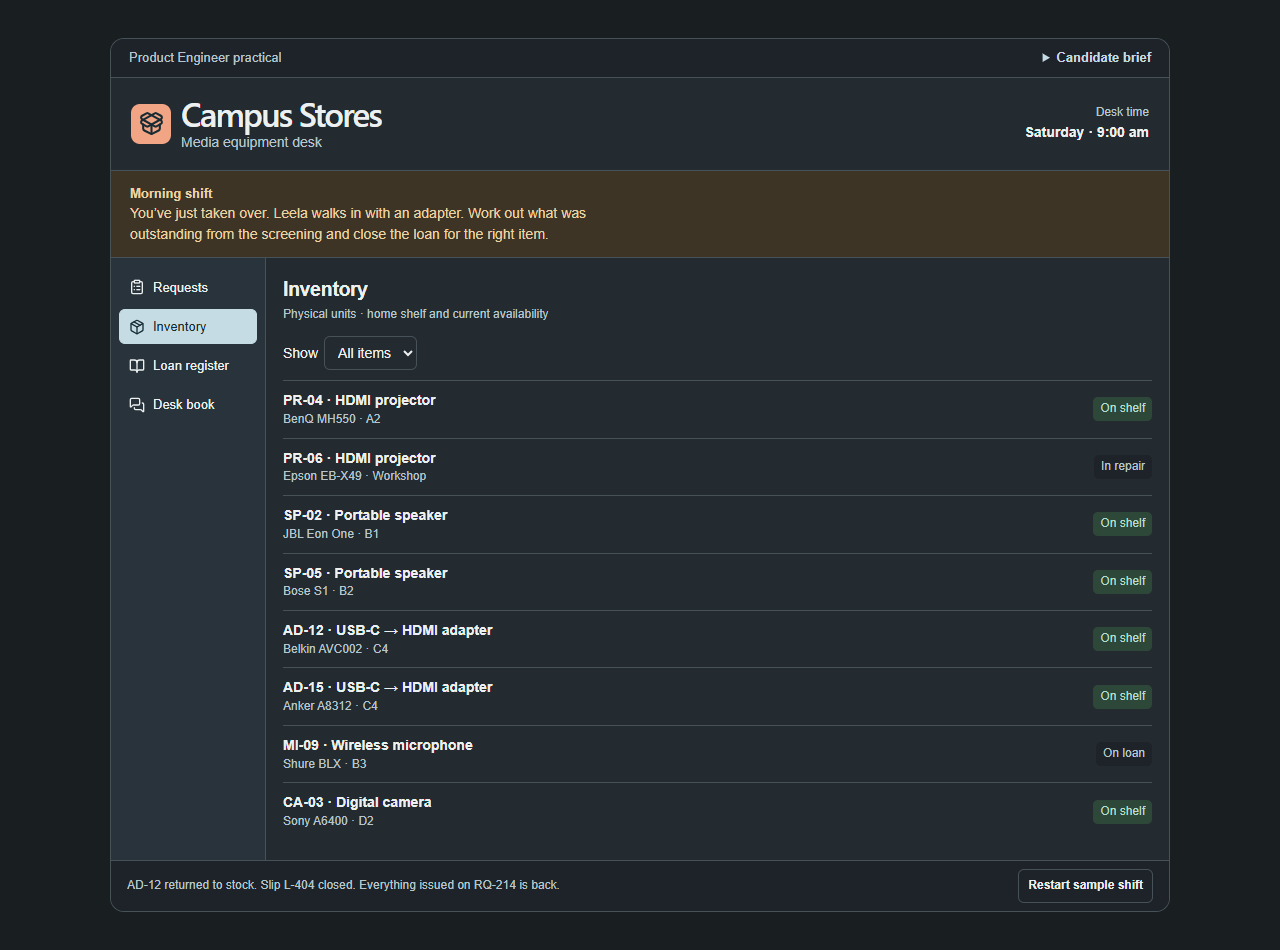 Product Engineer practical
Candidate brief
Campus Stores
Media equipment desk
Desk time
Saturday · 9:00 am
Morning shift
You’ve just taken over. Leela walks in with an adapter. Work out what was
outstanding from the screening and close the loan for the right item.
Requests
Inventory
Loan register
Desk book
Inventory
Physical units · home shelf and current availability
Show All items
PR-04 · HDMI projector
BenQ MH550 · A2
On shelf
PR-06 · HDMI projector
Epson EB-X49 · Workshop
In repair
SP-02 · Portable speaker
JBL Eon One · B1
On shelf
SP-05 · Portable speaker
Bose S1 · B2
On shelf
AD-12 · USB-C → HDMI adapter
Belkin AVC002 · C4
On shelf
AD-15 · USB-C → HDMI adapter
Anker A8312 · C4
On shelf
MI-09 · Wireless microphone
Shure BLX · B3
On loan
CA-03 · Digital camera
Sony A6400 · D2
On shelf
AD-12 returned to stock. Slip L-404 closed. Everything issued on RQ-214 is back.
Restart sample shift